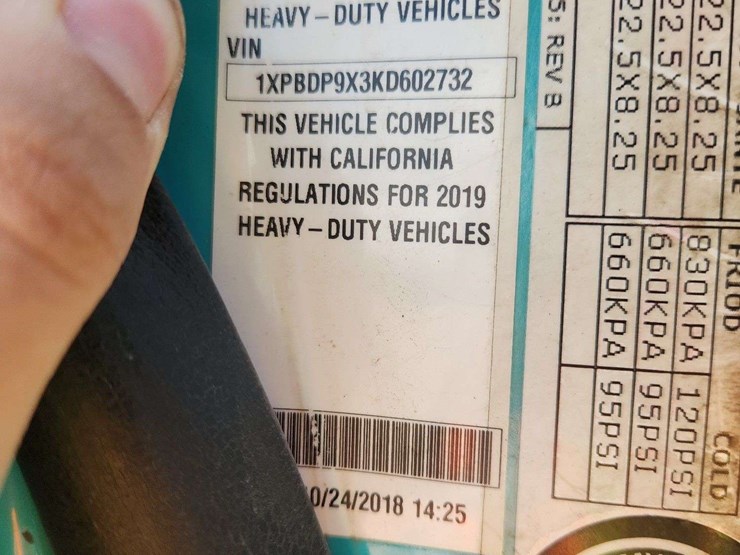 HEAVY-DUTY VEHICLES
VIN
1XPBDP9X3KD602732
THIS VEHICLE COMPLIES
WITH CALIFORNIA
REGULATIONS FOR 2019
HEAVY-DUTY VEHICLES
0/24/2018 14:25
5: REV B
22.5X8.25
22.5X8.25
22.5X8.25
COLD
830KPA 120PSI
660KPA 95PSI
660KPA 95PSI